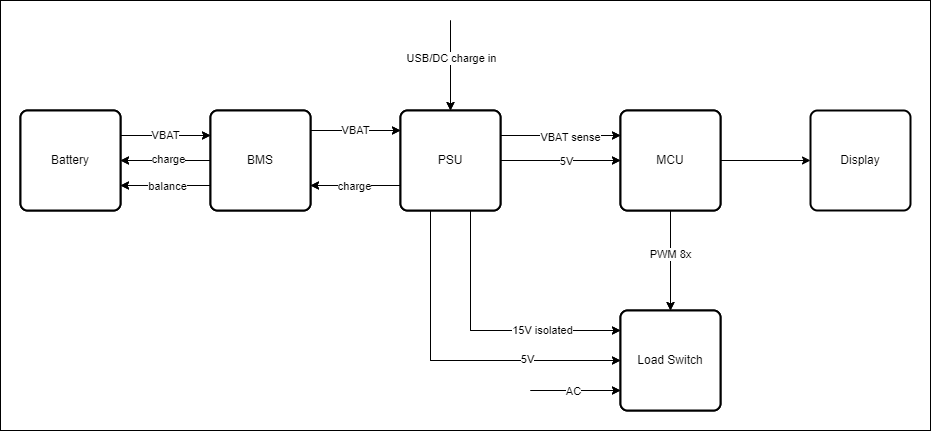 USB/DC charge in
Battery
VBAT
charge
balance
BMS
VBAT
charge
PSU
VBAT sense
5V
MCU
Display
PWM 8x
15V isolated
5V
AC
Load Switch